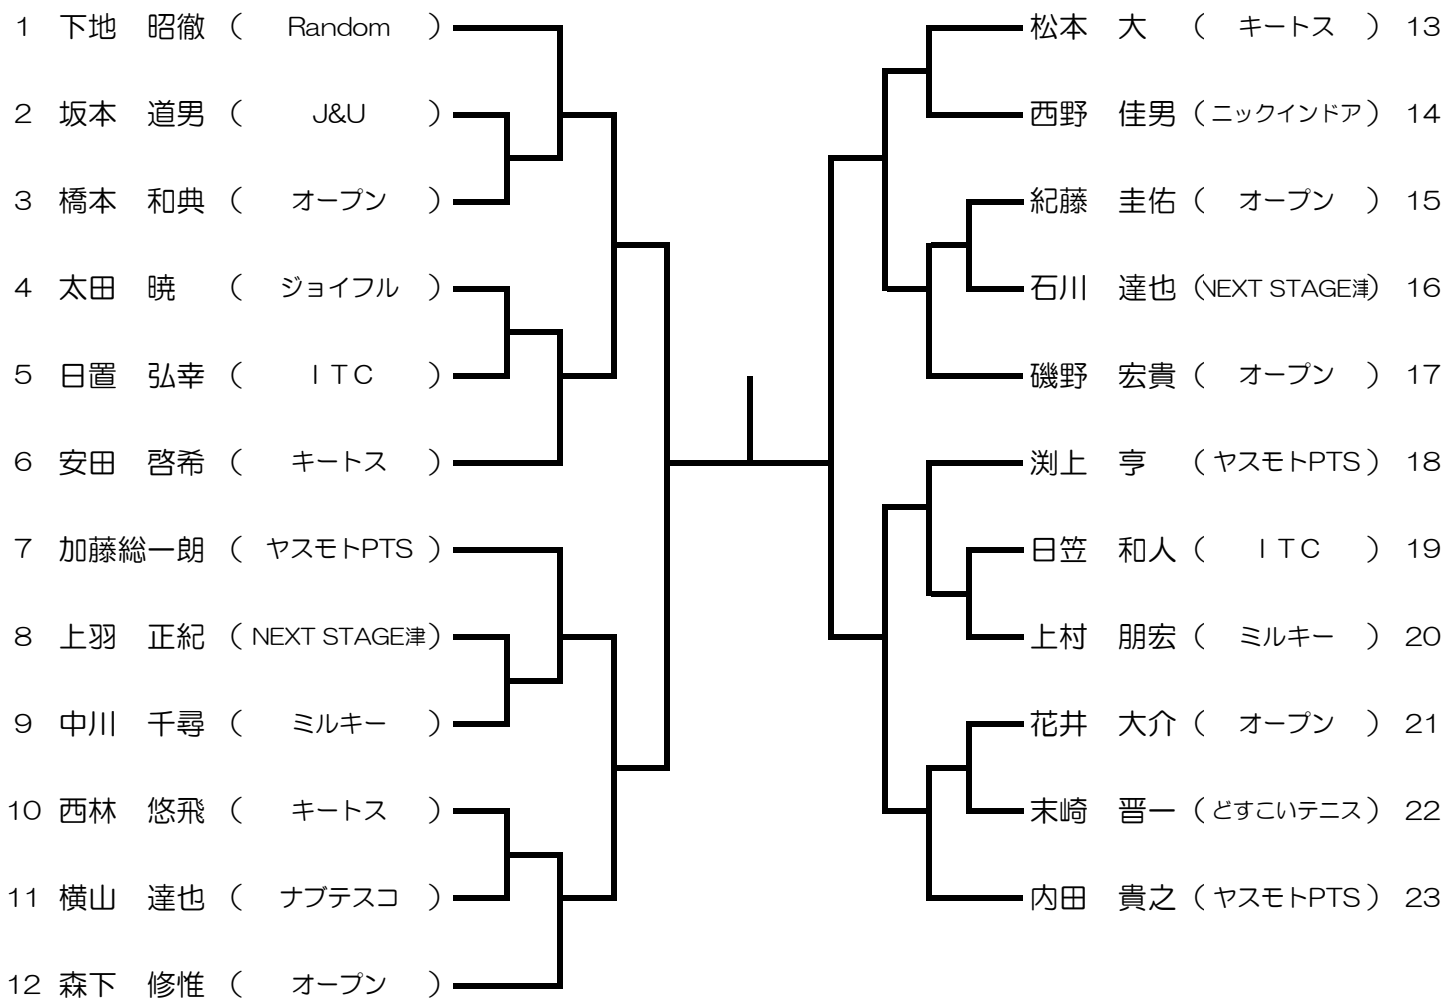 1 下地 昭徹 ( Random )
2 坂本 道男 ( J&U )
3 橋本 和典 ( オープン )
4 太田 暁 ( ジョイフル )
5 日置 弘幸 ( ITC )
6 安田 啓希 ( キートス )
7 加藤総一朗 ( ヤスモトPTS )
8 上羽 正紀 ( NEXT STAGE津 )
9 中川 千尋 ( ミルキー )
10 西林 悠飛 ( キートス )
11 横山 達也 ( ナブテスコ )
12 森下 修惟 ( オープン )
松本 大 ( キートス ) 13
西野 佳男 ( ニックインドア ) 14
紀藤 圭佑 ( オープン ) 15
石川 達也 ( NEXT STAGE津 ) 16
磯野 宏貴 ( オープン ) 17
渕上 亨 ( ヤスモトPTS ) 18
日笠 和人 ( ITC ) 19
上村 朋宏 ( ミルキー ) 20
花井 大介 ( オープン ) 21
末崎 晋一 ( どすこいテニス ) 22
内田 貴之 ( ヤスモトPTS ) 23